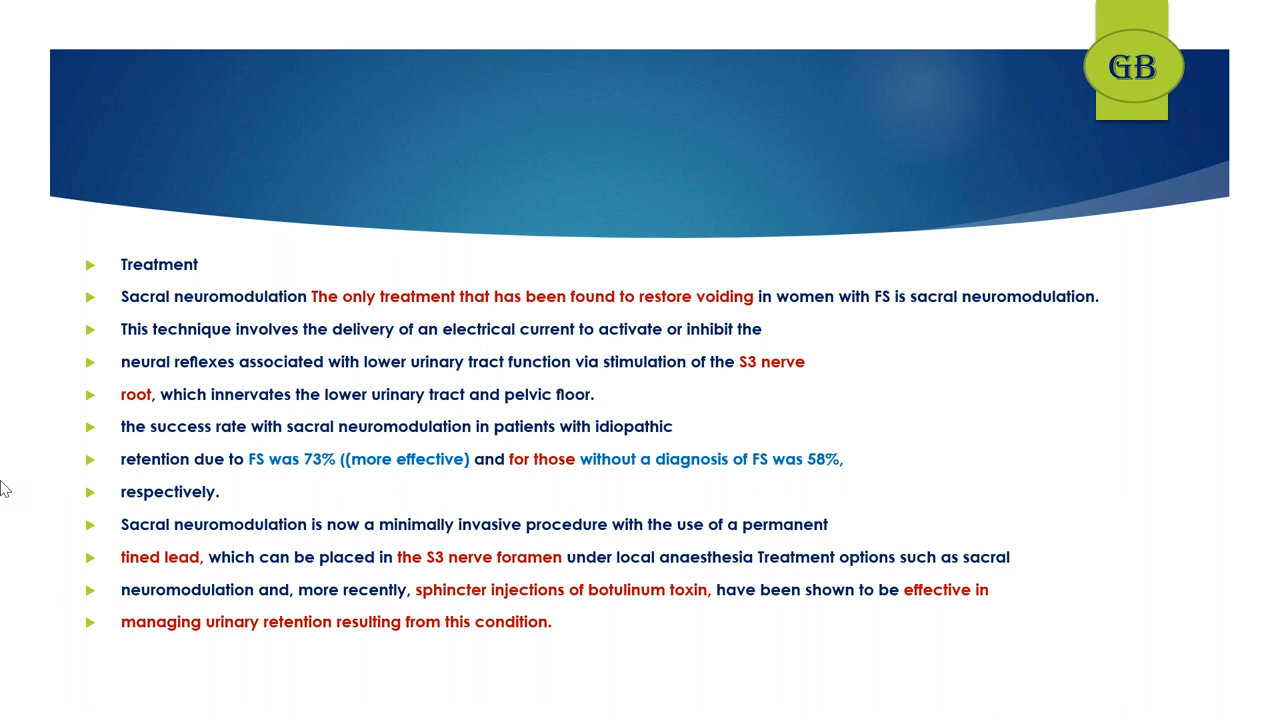 GB
Treatment
Sacral neuromodulation The only treatment that has been found to restore voiding in women with FS is sacral neuromodulation.
This technique involves the delivery of an electrical current to activate or inhibit the
neural reflexes associated with lower urinary tract function via stimulation of the S3 nerve
root, which innervates the lower urinary tract and pelvic floor.
the success rate with sacral neuromodulation in patients with idiopathic
retention due to FS was 73% ((more effective) and for those without a diagnosis of FS was 58%,
respectively.
Sacral neuromodulation is now a minimally invasive procedure with the use of a permanent
tined lead, which can be placed in the S3 nerve foramen under local anaesthesia Treatment options such as sacral
neuromodulation and, more recently, sphincter injections of botulinum toxin, have been shown to be effective in
managing urinary retention resulting from this condition.